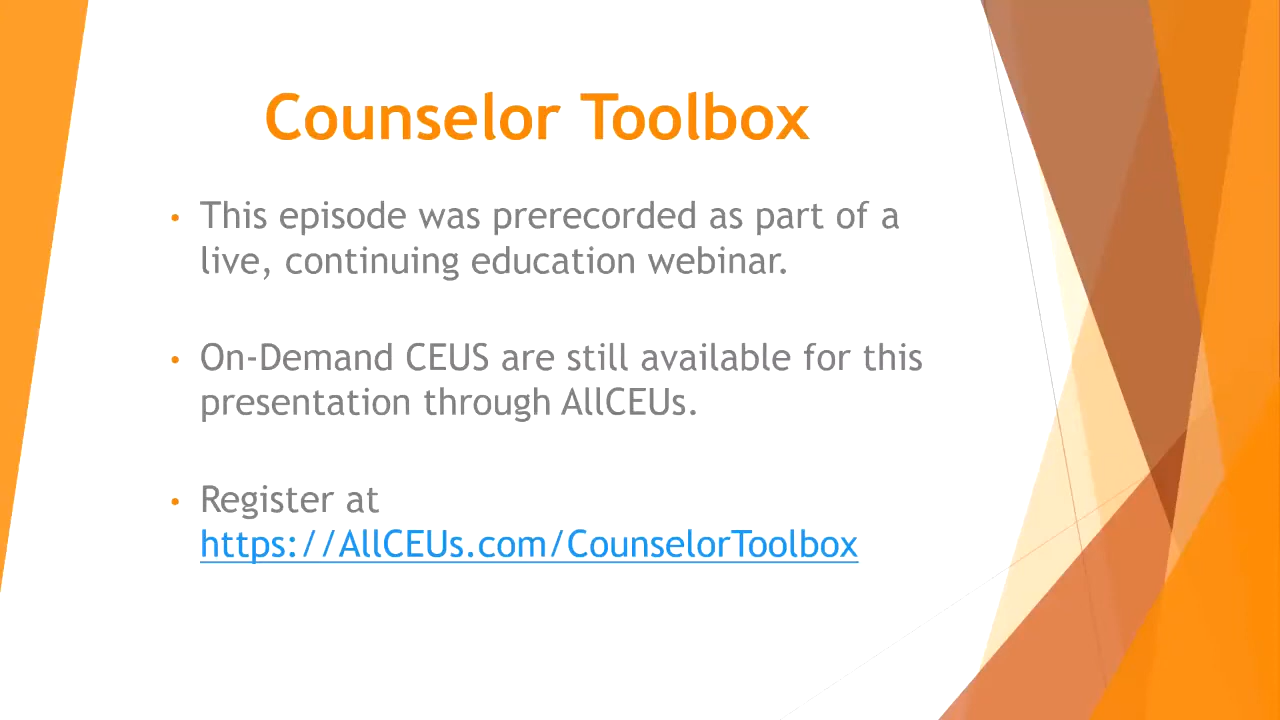 Counselor Toolbox
• This episode was prerecorded as part of a
live, continuing education webinar.
• On-Demand CEUS are still available for this
presentation through AllCEUs.
• Register at
https://AllCEUs.com/CounselorToolbox